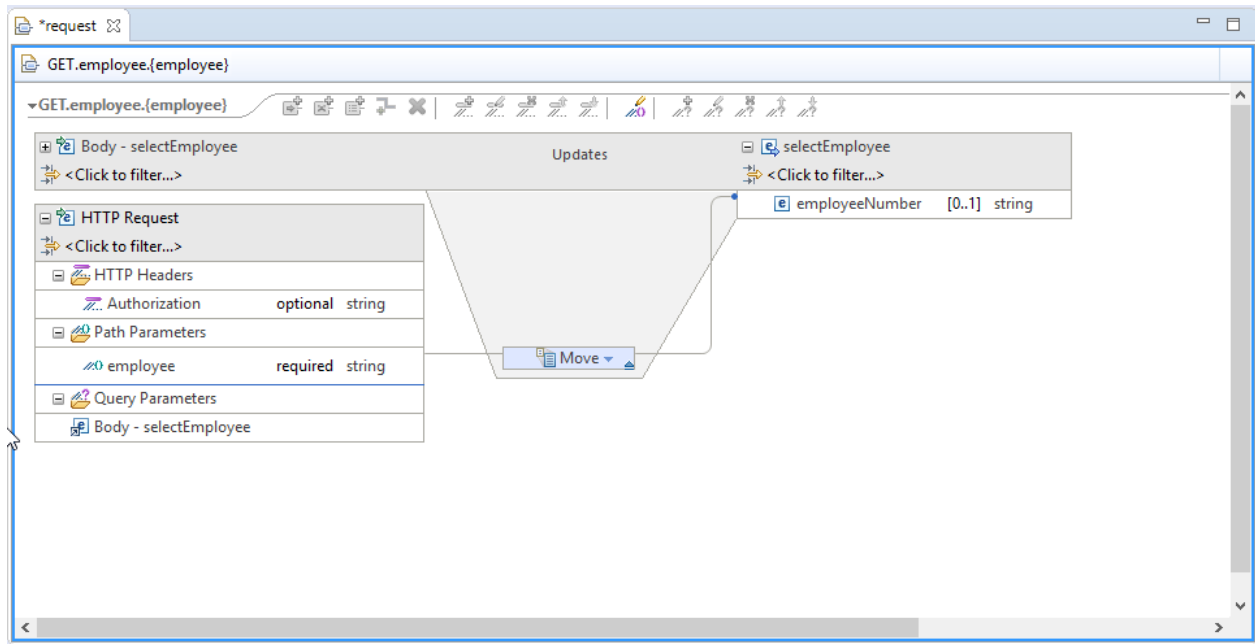 *request
GET.employee.{employee}
GET.employee.{employee}
Body - selectEmployee
<Click to filter...>
Updates
selectEmployee
<Click to filter...>
employeeNumber [0..1] string
HTTP Request
<Click to filter...>
HTTP Headers
Authorization optional string
Path Parameters
employee required string
Move
Query Parameters
Body - selectEmployee